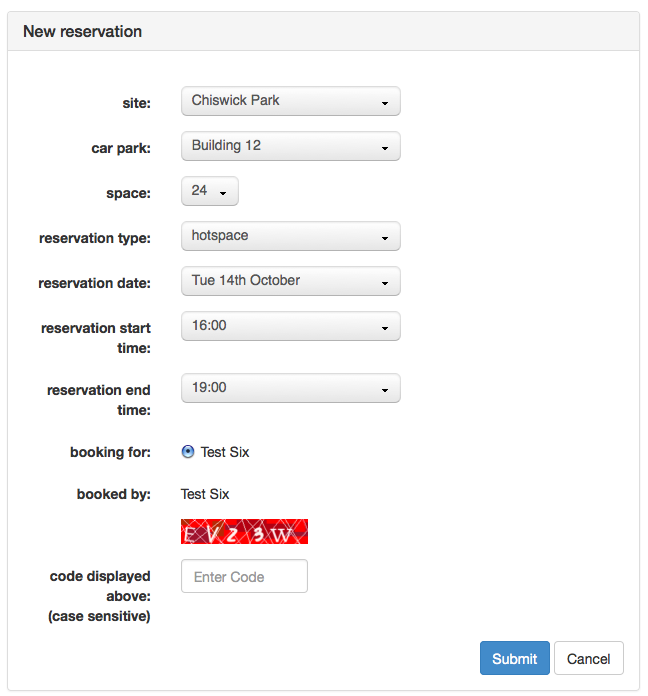 New reservation
site: Chiswick Park
car park: Building 12
space: 24
reservation type: hotspace
reservation date: Tue 14th October
reservation start 16:00
time:
reservation end 19:00
time:
booking for: Test Six
booked by: Test Six
EV23W
code displayed Enter Code
above:
(case sensitive)
Submit Cancel